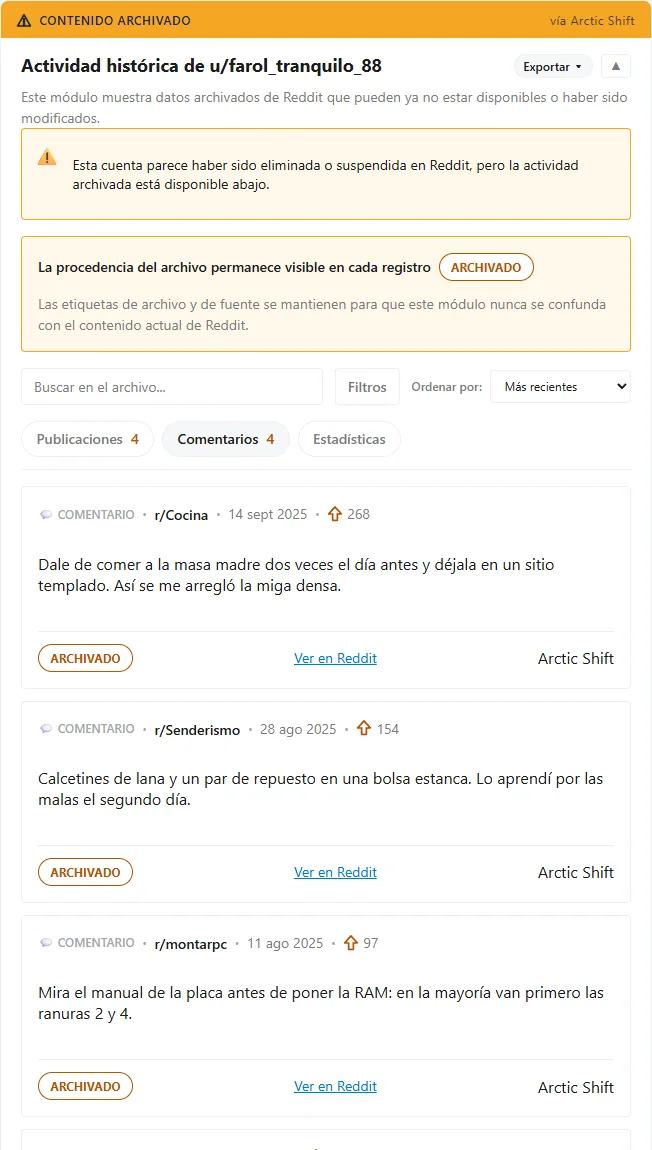 CONTENIDO ARCHIVADO
vía Arctic Shift
Actividad histórica de u/farol_tranquilo_88
Exportar
Este módulo muestra datos archivados de Reddit que pueden ya no estar disponibles o haber sido
modificados.
Esta cuenta parece haber sido eliminada o suspendida en Reddit, pero la actividad
archivada está disponible abajo.
La procedencia del archivo permanece visible en cada registro ARCHIVADO
Las etiquetas de archivo y de fuente se mantienen para que este módulo nunca se confunda
con el contenido actual de Reddit.
Buscar en el archivo...
Filtros
Ordenar por:
Más recientes
Publicaciones 4
Comentarios 4
Estadísticas
COMENTARIO • r/Cocina • 14 sept 2025 • 268
Dale de comer a la masa madre dos veces el día antes y déjala en un sitio
templado. Así se me arregló la miga densa.
ARCHIVADO
Ver en Reddit
Arctic Shift
COMENTARIO • r/Senderismo • 28 ago 2025 • 154
Calcetines de lana y un par de repuesto en una bolsa estanca. Lo aprendí por las
malas el segundo día.
ARCHIVADO
Ver en Reddit
Arctic Shift
COMENTARIO • r/montarpc • 11 ago 2025 • 97
Mira el manual de la placa antes de poner la RAM: en la mayoría van primero las
ranuras 2 y 4.
ARCHIVADO
Ver en Reddit
Arctic Shift